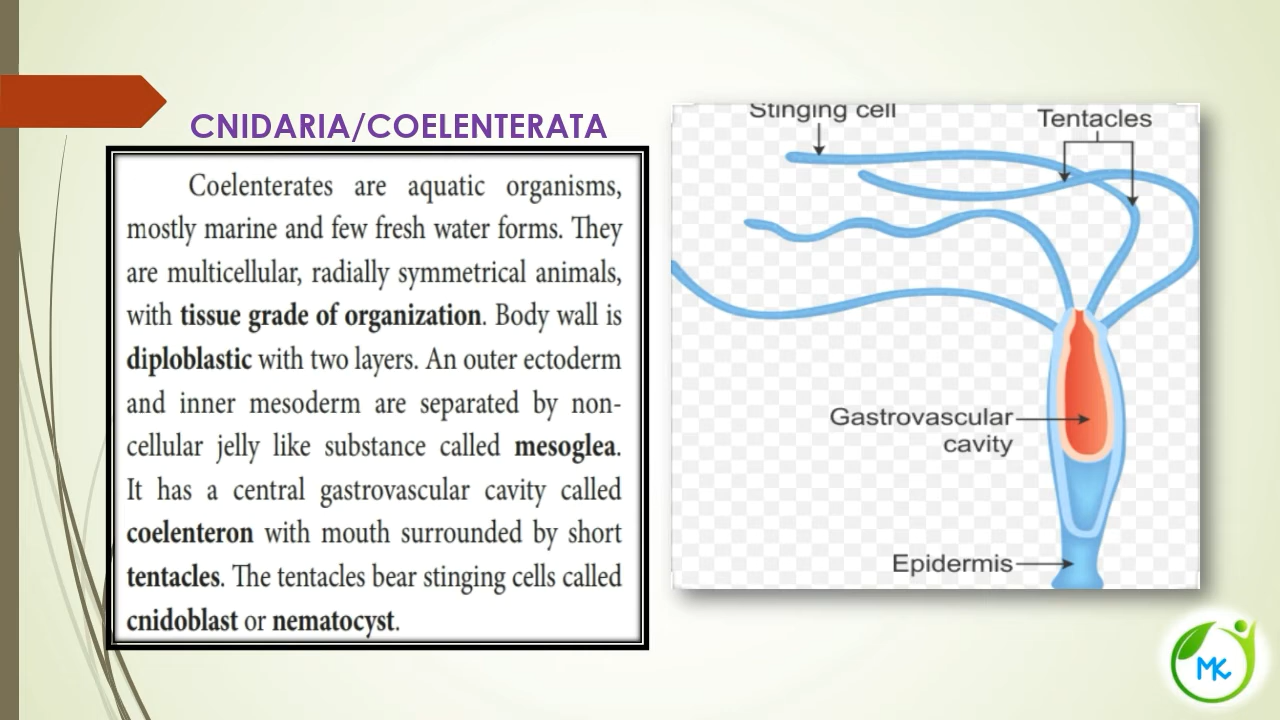 CNIDARIA/COELENTERATA
Coelenterates are aquatic organisms,
mostly marine and few fresh water forms. They
are multicellular, radially symmetrical animals,
with tissue grade of organization. Body wall is
diploblastic with two layers. An outer ectoderm
and inner mesoderm are separated by non-
cellular jelly like substance called mesoglea.
It has a central gastrovascular cavity called
coelenteron with mouth surrounded by short
tentacles. The tentacles bear stinging cells called
cnidoblast or nematocyst.
Stinging cell
Tentacles
Gastrovascular
cavity
Epidermis
MK